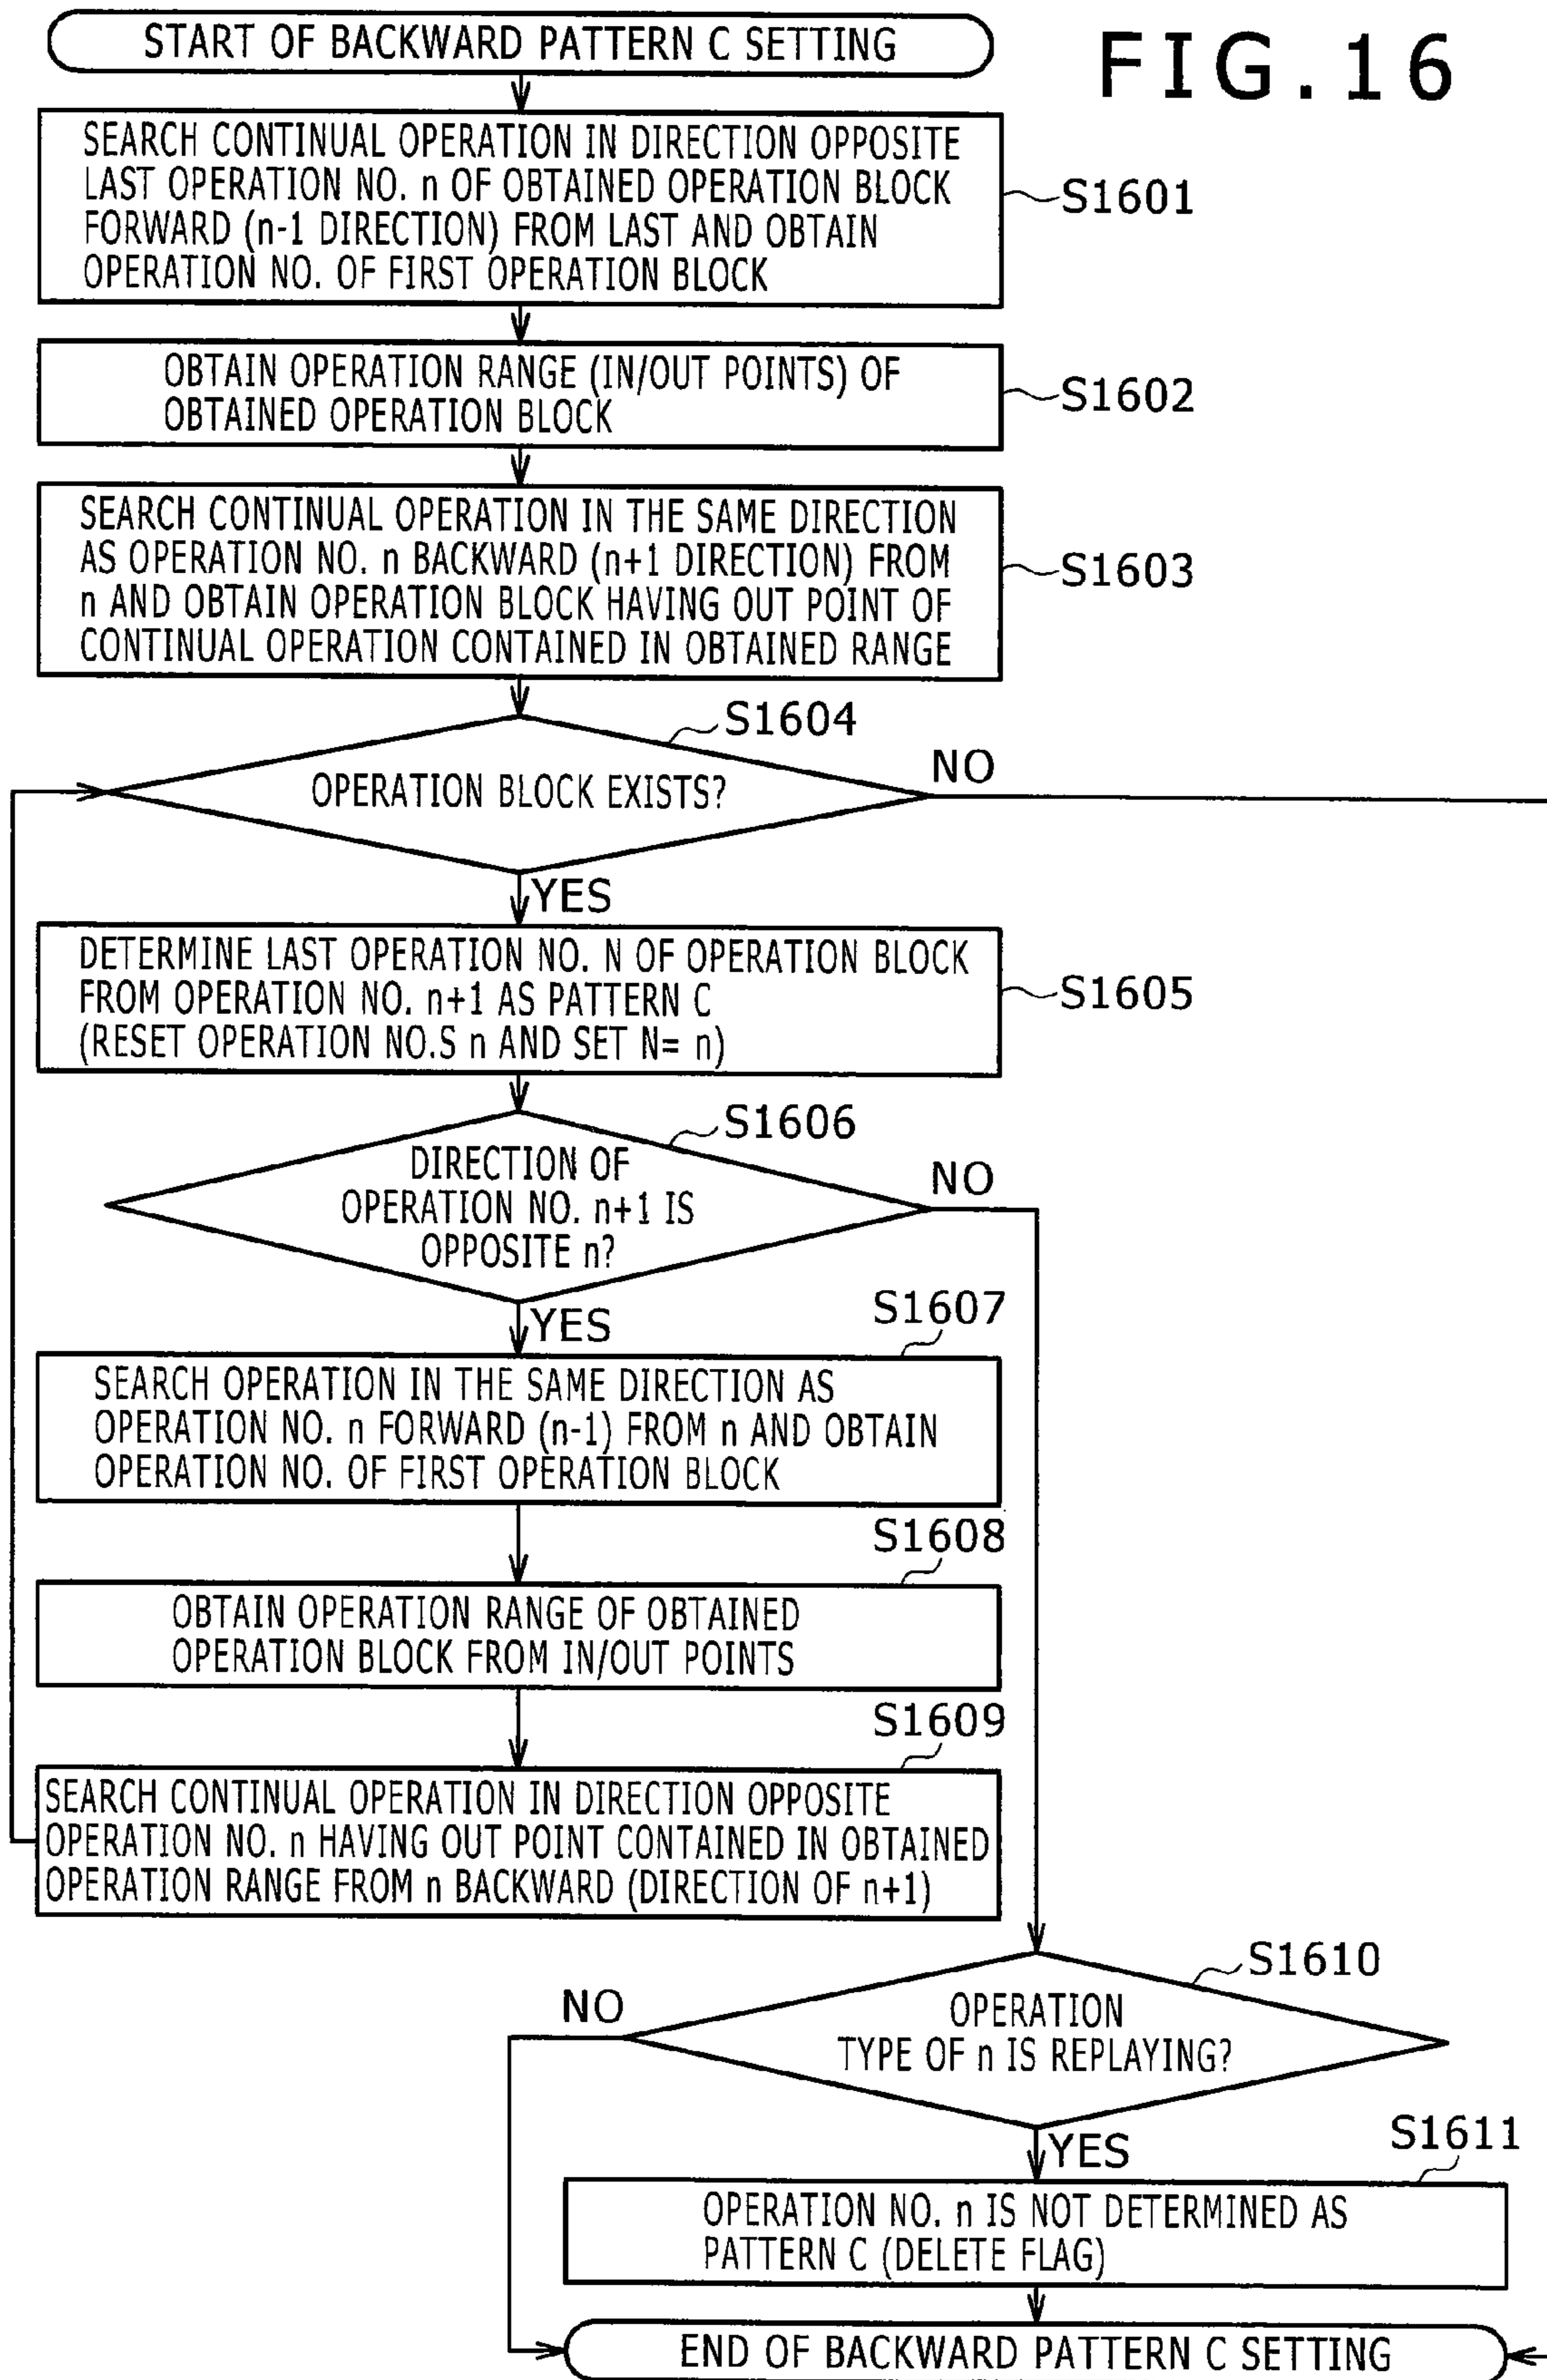 START OF BACKWARD PATTERN C SETTING
FIG.16
SEARCH CONTINUAL OPERATION IN DIRECTION OPPOSITE
LAST OPERATION NO. n OF OBTAINED OPERATION BLOCK
FORWARD (n-1 DIRECTION) FROM LAST AND OBTAIN
OPERATION NO. OF FIRST OPERATION BLOCK
S1601
OBTAIN OPERATION RANGE (IN/OUT POINTS) OF
OBTAINED OPERATION BLOCK
S1602
SEARCH CONTINUAL OPERATION IN THE SAME DIRECTION
AS OPERATION NO. n BACKWARD (n+1 DIRECTION) FROM
n AND OBTAIN OPERATION BLOCK HAVING OUT POINT OF
CONTINUAL OPERATION CONTAINED IN OBTAINED RANGE
S1603
S1604
OPERATION BLOCK EXISTS?
NO
YES
DETERMINE LAST OPERATION NO. N OF OPERATION BLOCK
FROM OPERATION NO. n+1 AS PATTERN C
(RESET OPERATION NO.S n AND SET N= n)
S1605
S1606
DIRECTION OF
OPERATION NO. n+1 IS
OPPOSITE n?
NO
YES
S1607
SEARCH OPERATION IN THE SAME DIRECTION AS
OPERATION NO. n FORWARD (n-1) FROM n AND OBTAIN
OPERATION NO. OF FIRST OPERATION BLOCK
S1608
OBTAIN OPERATION RANGE OF OBTAINED
OPERATION BLOCK FROM IN/OUT POINTS
S1609
SEARCH CONTINUAL OPERATION IN DIRECTION OPPOSITE
OPERATION NO. n HAVING OUT POINT CONTAINED IN OBTAINED
OPERATION RANGE FROM n BACKWARD (DIRECTION OF n+1)
S1610
NO
OPERATION
TYPE OF n IS REPLAYING?
YES
S1611
OPERATION NO. n IS NOT DETERMINED AS
PATTERN C (DELETE FLAG)
END OF BACKWARD PATTERN C SETTING